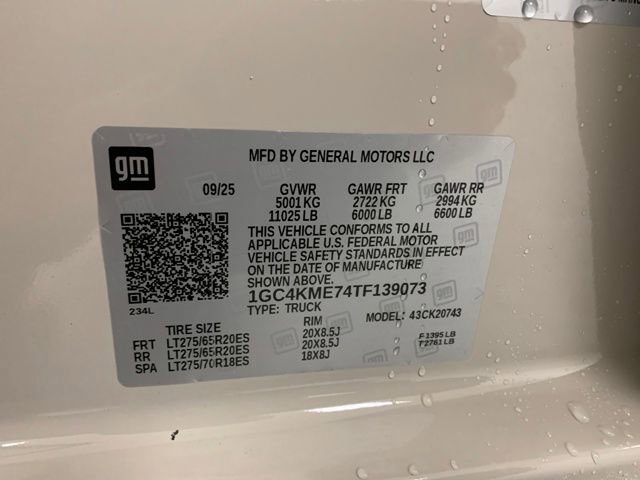 gm
MFD BY GENERAL MOTORS LLC
09/25 GVWR GAWR FRT GAWR RR
5001 KG 2722 KG 2994 KG
11025 LB 6000 LB 6600 LB
THIS VEHICLE CONFORMS TO ALL
APPLICABLE U.S. FEDERAL MOTOR
VEHICLE SAFETY STANDARDS IN EFFECT
ON THE DATE OF MANUFACTURE
SHOWN ABOVE.
1GC4KME74TF139073
TYPE: TRUCK MODEL: 43CK20743
234L
TIRE SIZE RIM
FRT LT275/65R20ES 20X8.5J F1395 LB
RR LT275/65R20ES 20X8.5J T2761 LB
SPA LT275/70R18ES 18X8J